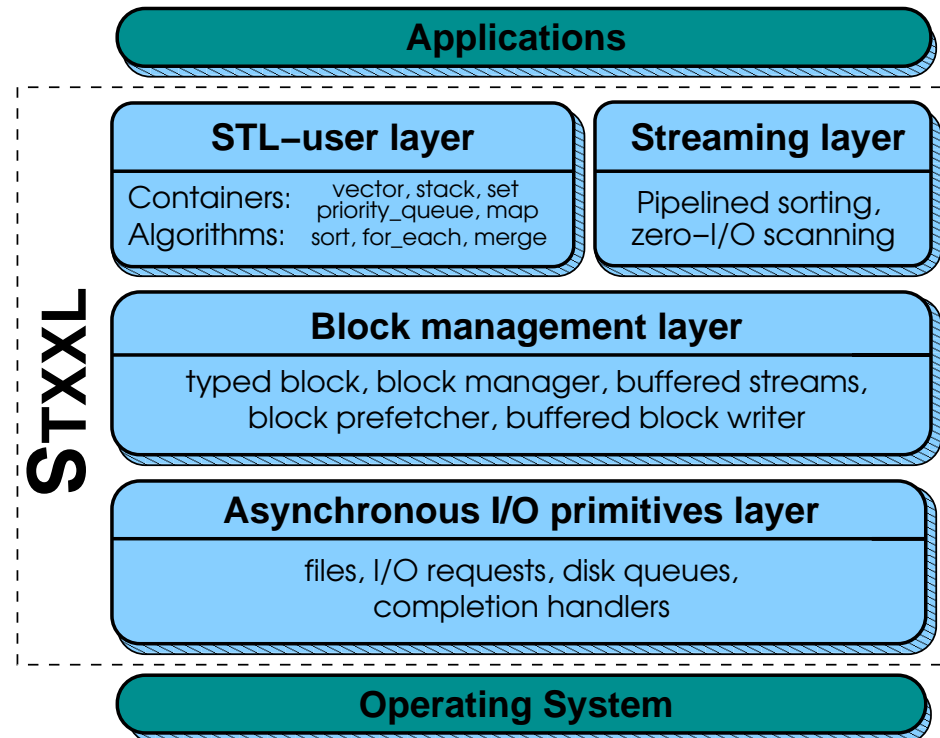 Applications
STXXL
STL–user layer
Containers: vector, stack, set
priority_queue, map
Algorithms: sort, for_each, merge
Streaming layer
Pipelined sorting,
zero–I/O scanning
Block management layer
typed block, block manager, buffered streams,
block prefetcher, buffered block writer
Asynchronous I/O primitives layer
files, I/O requests, disk queues,
completion handlers
Operating System